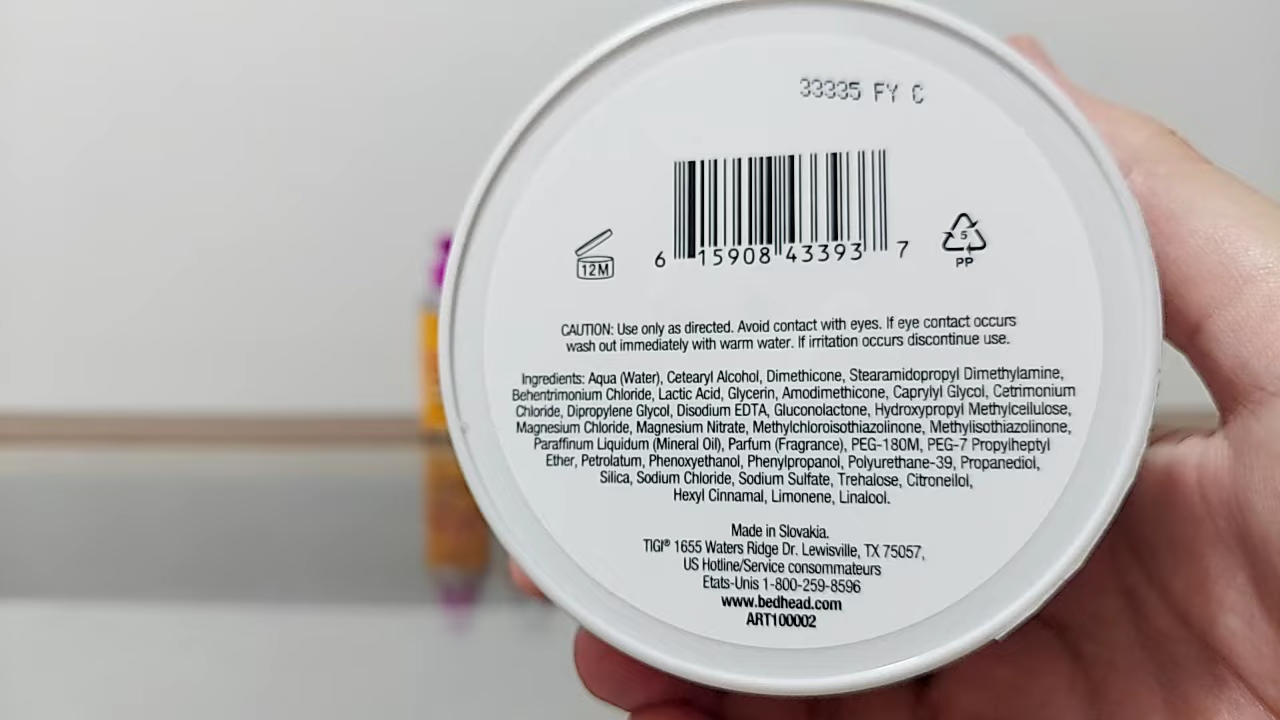 33335 FY C
6 15908 43393 7
12M
5
PP
CAUTION: Use only as directed. Avoid contact with eyes. If eye contact occurs
wash out immediately with warm water. If irritation occurs discontinue use.
Ingredients: Aqua (Water), Cetearyl Alcohol, Dimethicone, Stearamidopropyl Dimethylamine,
Behentrimonium Chloride, Lactic Acid, Glycerin, Amodimethicone, Caprylyl Glycol, Cetrimonium
Chloride, Dipropylene Glycol, Disodium EDTA, Gluconolactone, Hydroxypropyl Methylcellulose,
Magnesium Chloride, Magnesium Nitrate, Methylchloroisothiazolinone, Methylisothiazolinone,
Paraffinum Liquidum (Mineral Oil), Parfum (Fragrance), PEG-180M, PEG-7 Propylheptyl
Ether, Petrolatum, Phenoxyethanol, Phenylpropanol, Polyurethane-39, Propanediol,
Silica, Sodium Chloride, Sodium Sulfate, Trehalose, Citronellol,
Hexyl Cinnamal, Limonene, Linalool.
Made in Slovakia.
TIGI® 1655 Waters Ridge Dr. Lewisville, TX 75057,
US Hotline/Service consommateurs
Etats-Unis 1-800-259-8596
www.bedhead.com
ART100002